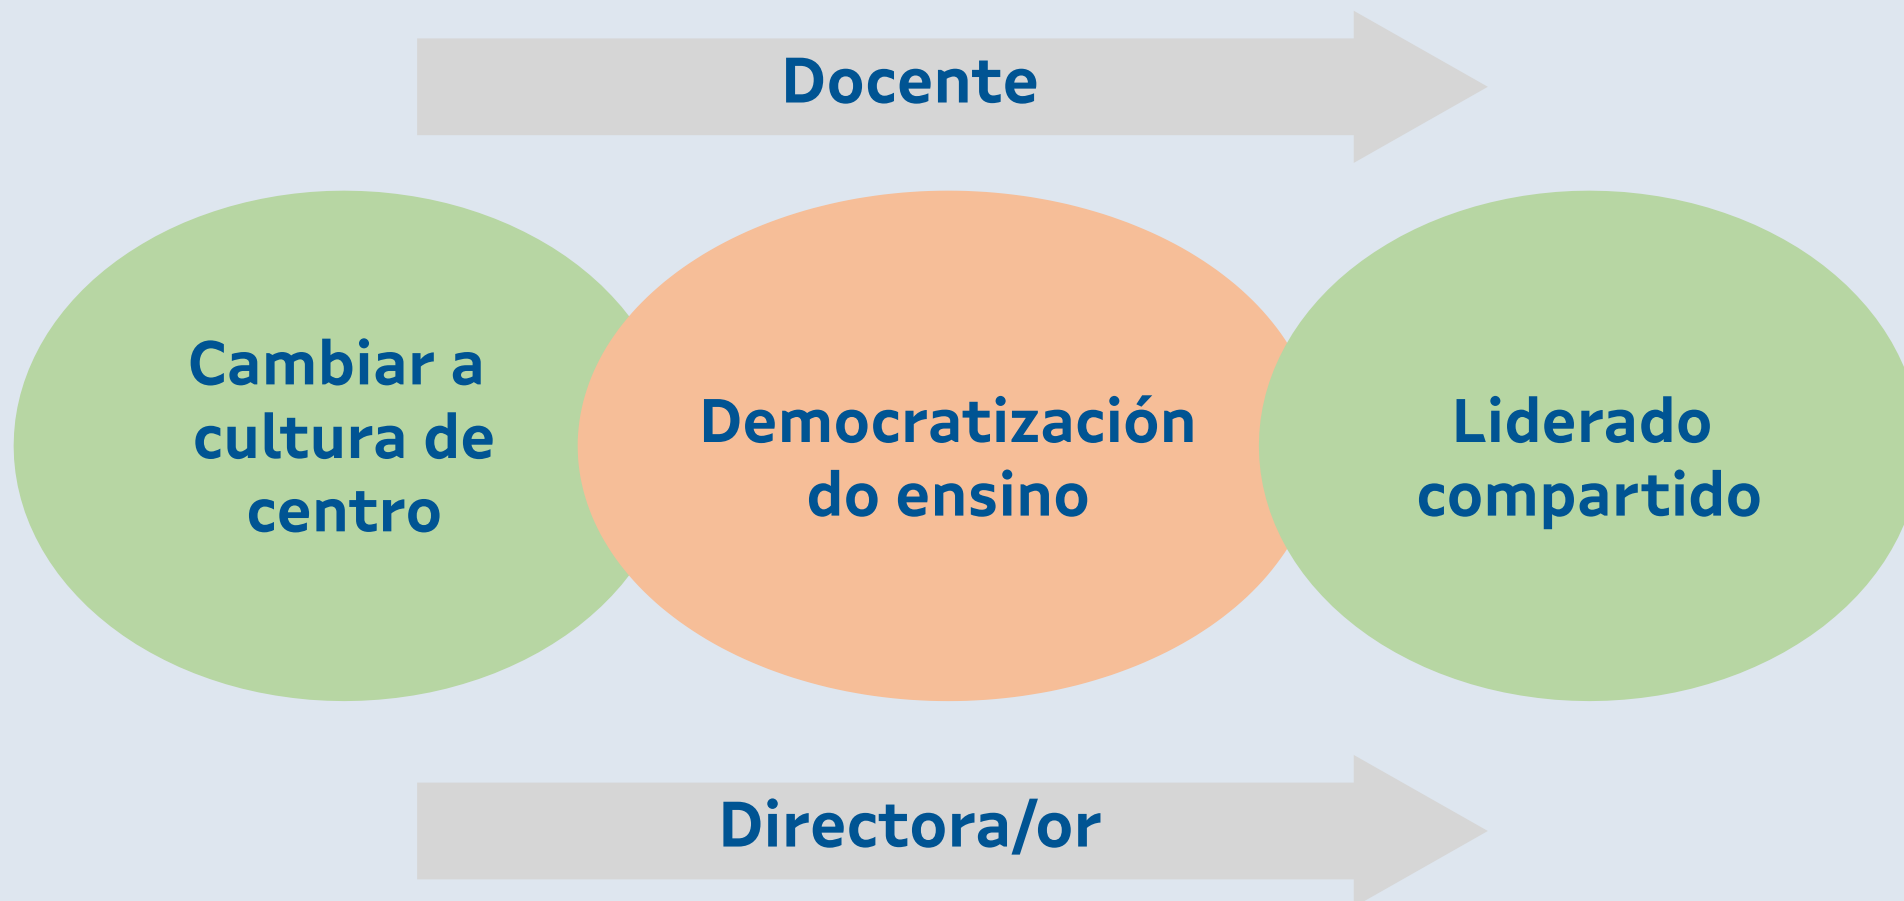 Docente
Cambiar a
cultura de
centro
Democratización
do ensino
Liderado
compartido
Directora/or